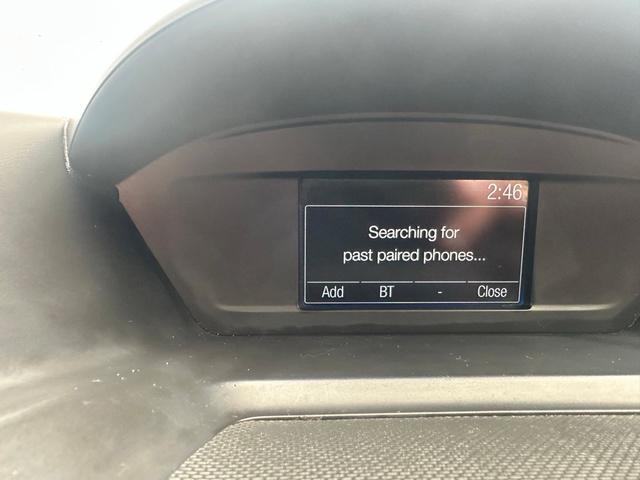 2:46
Searching for
past paired phones...
Add BT - Close